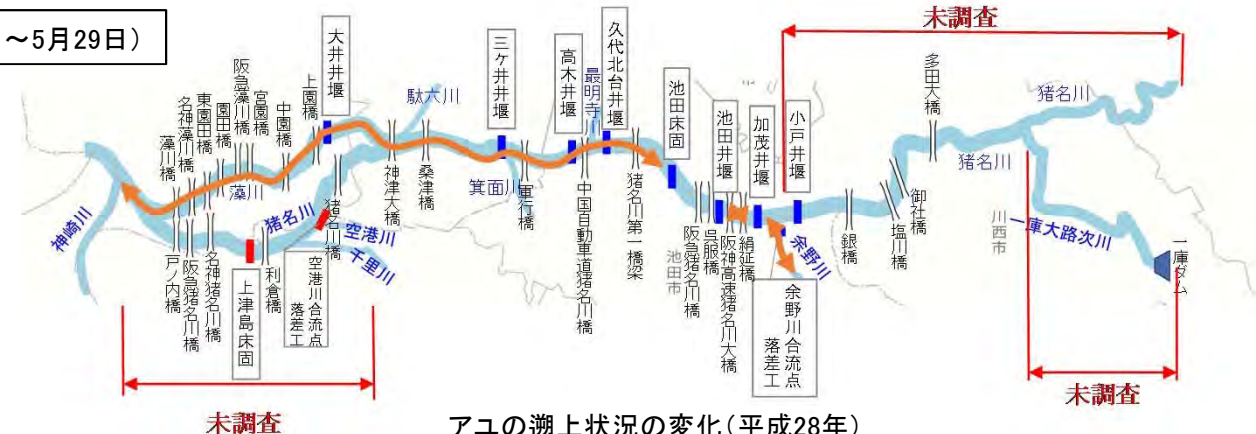 ～5月29日）
未調査
大井井堰
三ケ井井堰
高木井堰
久代北台井堰
最明寺川
池田床固
池田井堰
加茂井堰
小戸井堰
多田大橋
猪名川
猪名川
駄六川
上園橋
中園橋
宮園橋
阪急藻川橋
園田橋
東園田橋
名神藻川橋
藻川橋
藻川
神崎川
猪名川
空港川
千里川
猪名川橋
神津大橋
桑津橋
箕面川
軍行橋
中国自動車道猪名川橋
猪名川第一橋梁
阪急猪名川橋
呉服橋
阪神高速猪名川大橋
絹延橋
池田市
余野川
銀橋
塩川橋
御社橋
川西市
一庫大路次川
一庫ダム
戸ノ内橋
阪急猪名川橋
名神猪名川橋
上津島床固
利倉橋
空港川合流点
落差工
余野川合流点
落差工
未調査
未調査
アユの遡上状況の変化（平成28年）